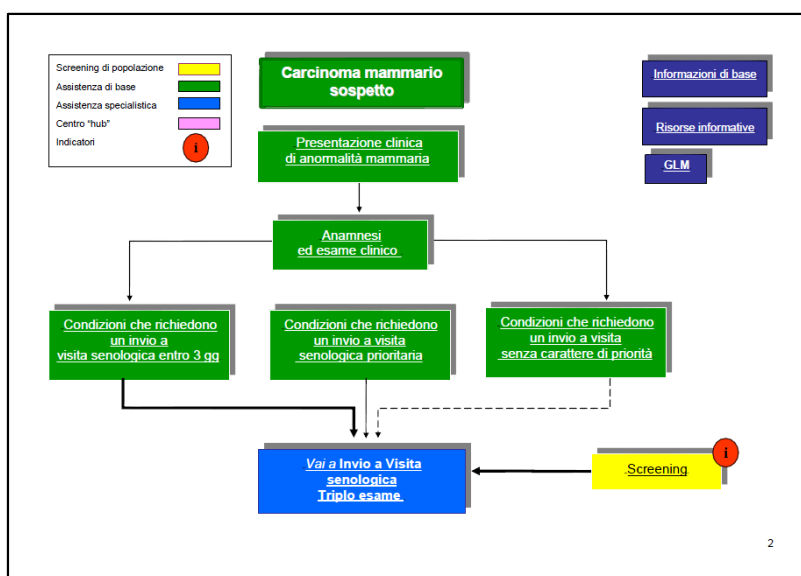 Screening di popolazione
Assistenza di base
Assistenza specialistica
Centro “hub”
Indicatori
i
Carcinoma mammario
sospetto
Informazioni di base
Risorse informative
GLM
Presentazione clinica
di anormalità mammaria
Anamnesi
ed esame clinico
Condizioni che richiedono
un invio a
visita senologica entro 3 gg
Condizioni che richiedono
un invio a visita
senologica prioritaria
Condizioni che richiedono
un invio a visita
senza carattere di priorità
Vai a Invio a Visita
senologica
Triplo esame
i
Screening
2